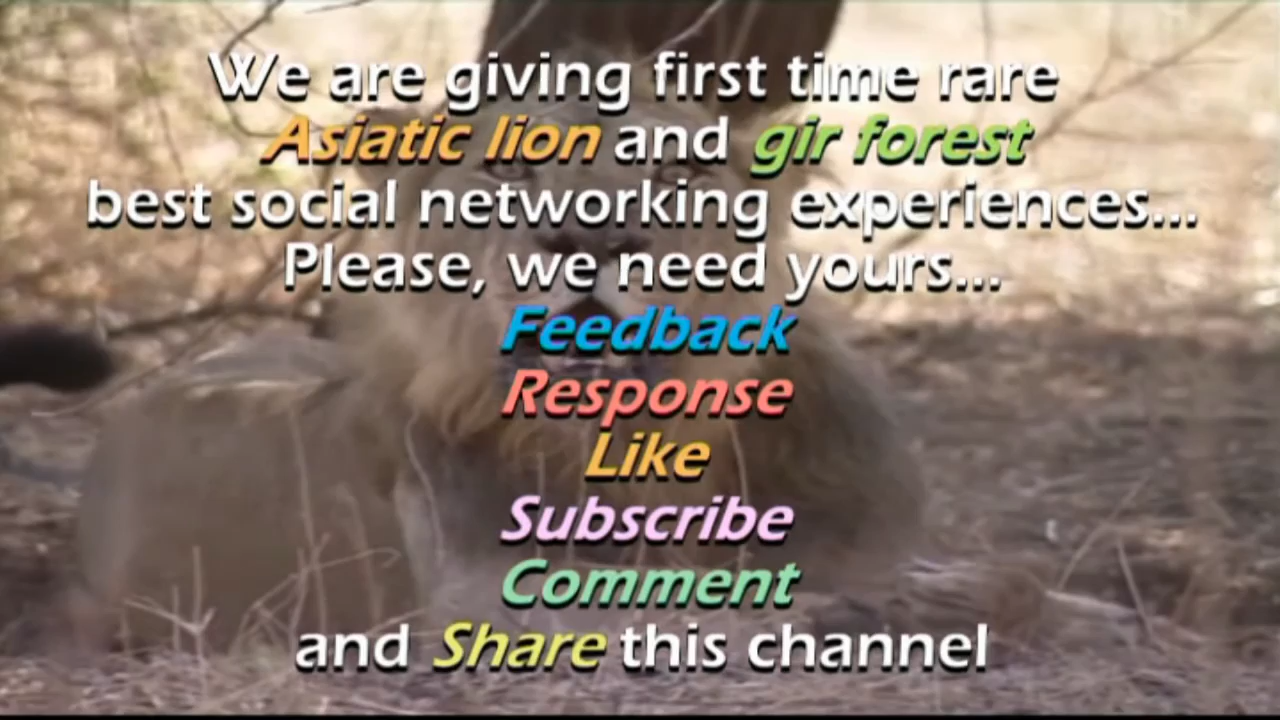 We are giving first time rare
Asiatic lion and gir forest
best social networking experiences...
Please, we need yours...
Feedback
Response
Like
Subscribe
Comment
and Share this channel